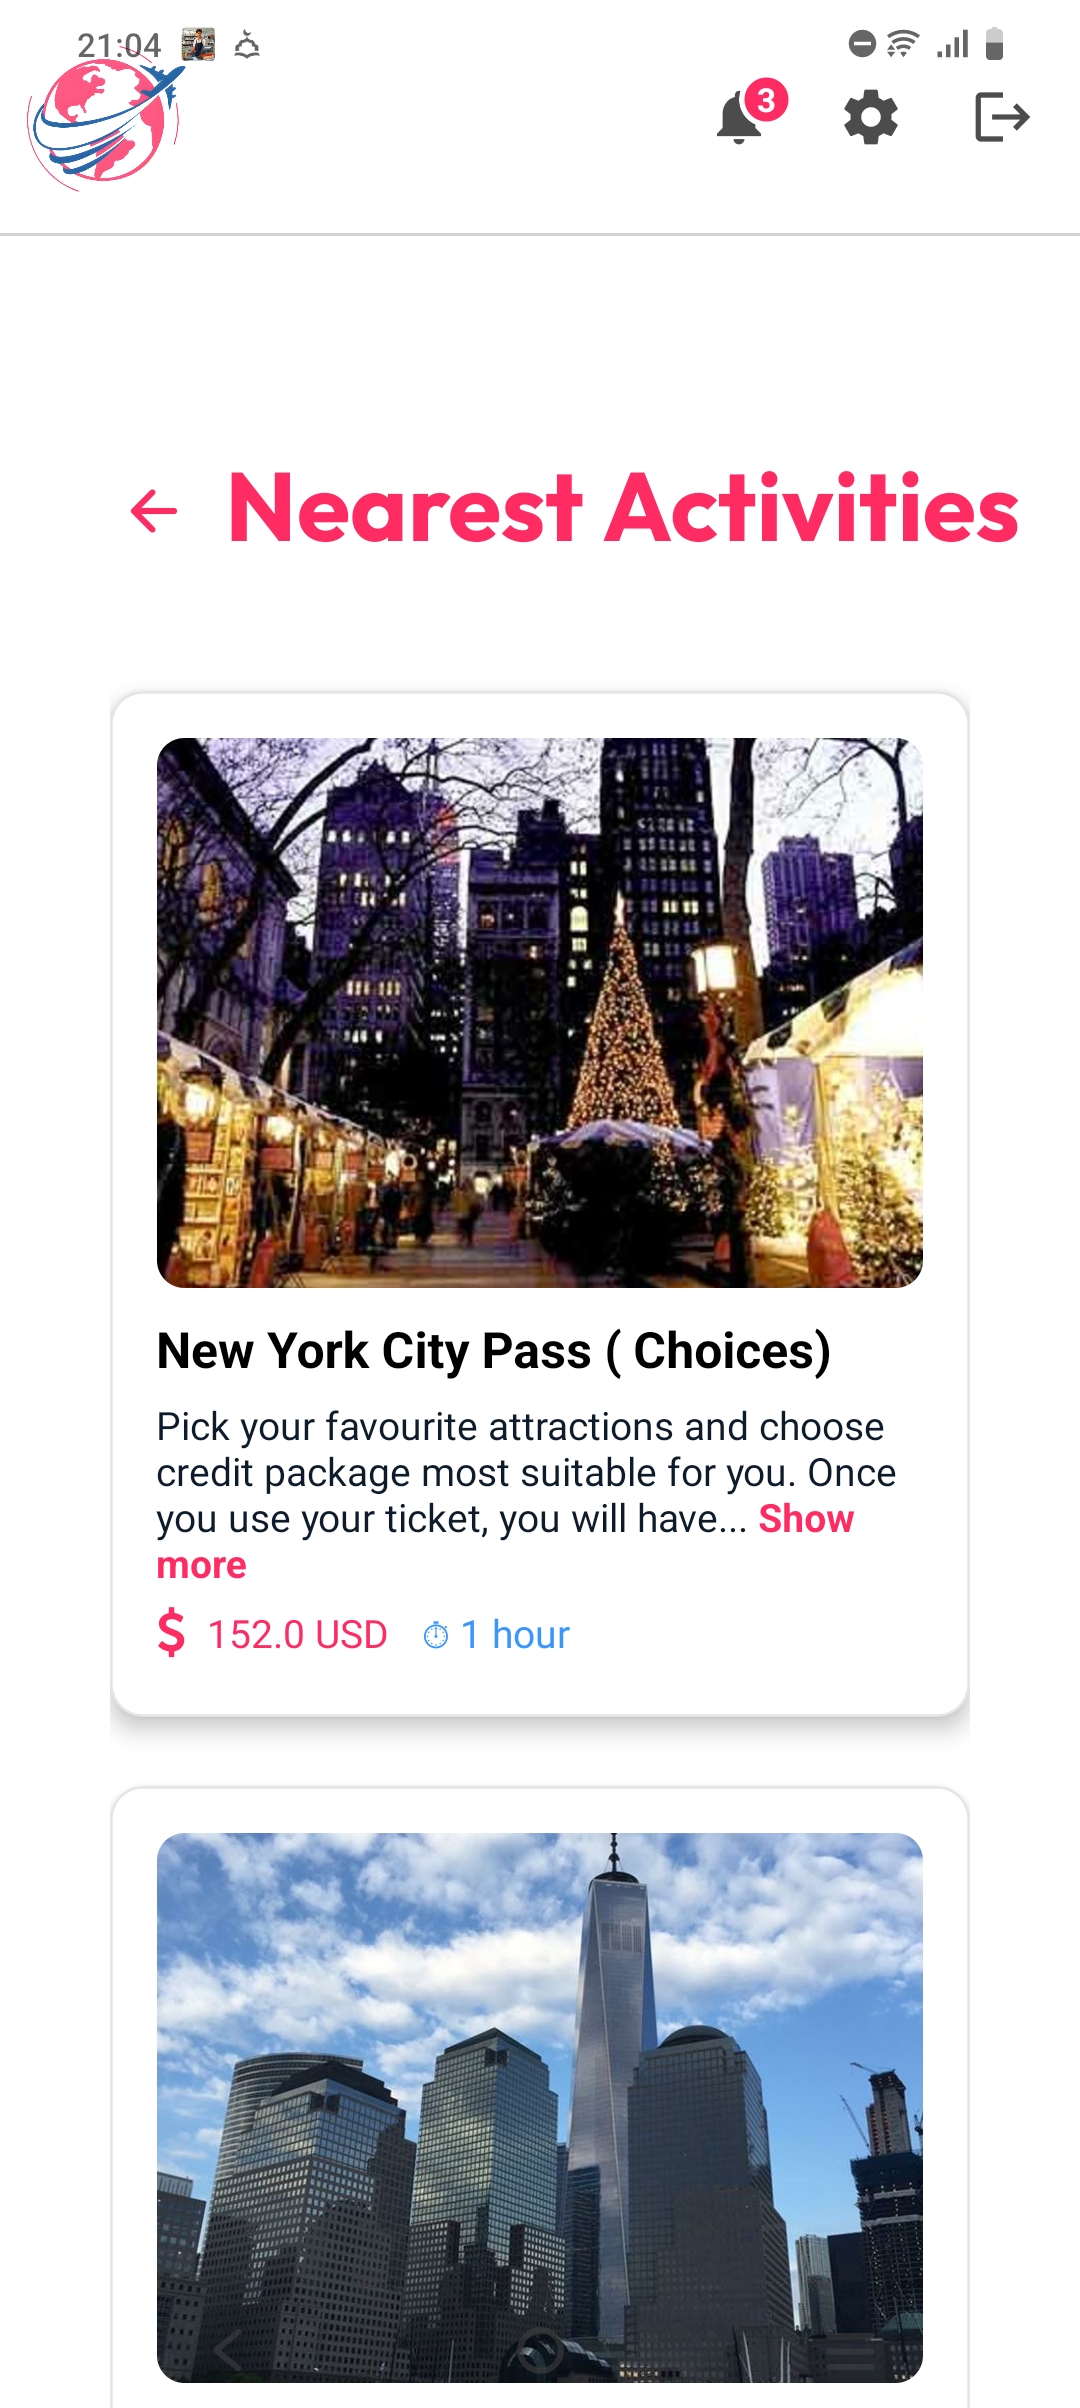 21:04
3
Nearest Activities
New York City Pass ( Choices)
Pick your favourite attractions and choose
credit package most suitable for you. Once
you use your ticket, you will have... Show
more
$ 152.0 USD ⏱ 1 hour